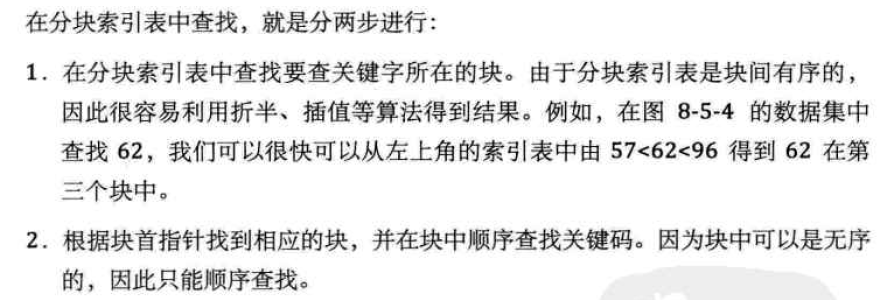 在分块索引表中查找，就是分两步进行：
1. 在分块索引表中查找要查关键字所在的块。由于分块索引表是块间有序的，
因此很容易利用折半、插值等算法得到结果。例如，在图 8-5-4 的数据集中
查找 62，我们可以很快可以从左上角的索引表中由 57<62<96 得到 62 在第
三个块中。
2. 根据块首指针找到相应的块，并在块中顺序查找关键码。因为块中可以是无序
的，因此只能顺序查找。